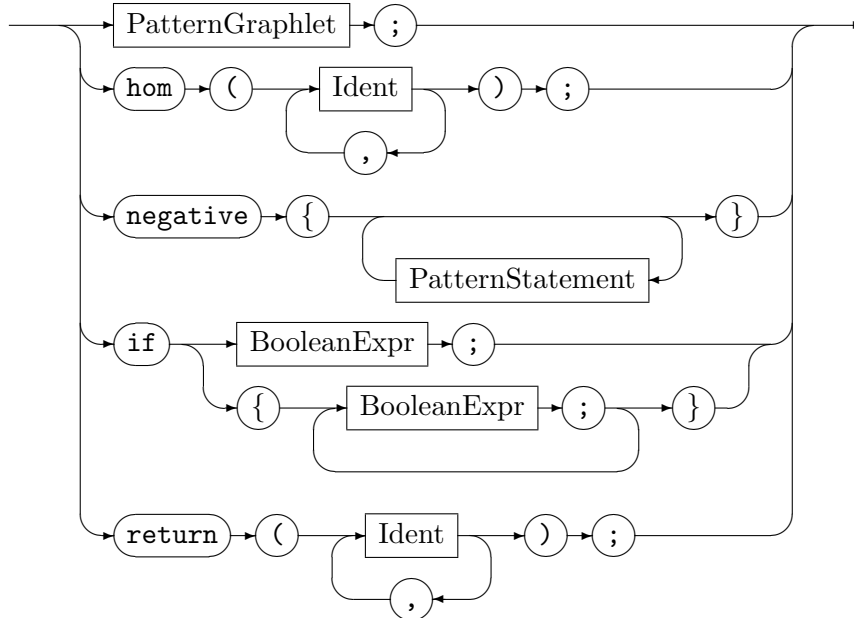 PatternGraphlet ;
hom ( Ident ) ;
,
negative { }
PatternStatement
if BooleanExpr ;
{ BooleanExpr ; }
return ( Ident ) ;
,